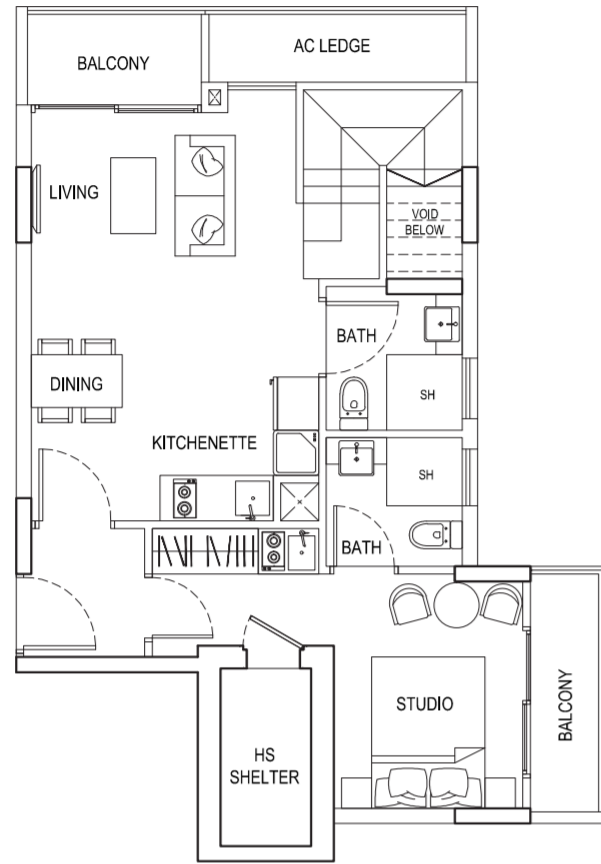 BALCONY
AC LEDGE
LIVING
VOID
BELOW
BATH
DINING
SH
KITCHENETTE
SH
BATH
STUDIO
BALCONY
HS
SHELTER